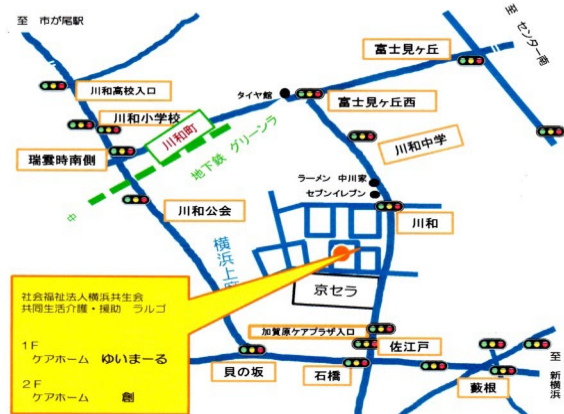 至 市が尾駅
至 センター南
富士見ヶ丘
川和高校入口
タイヤ館
富士見ヶ丘西
川和小学校
川和町
川和中学
瑞雲時南側
地下鉄 グリーンラ
ラーメン 中川家
セブンイレブン
川和公会
川和
中
横浜上
京セラ
社会福祉法人横浜共生会
共同生活介護・援助 ラルゴ
1F
ケアホーム ゆいまーる
2F
ケアホーム 創
加賀原ケアプラザ入口
佐江戸
貝の坂
石橋
藪根
至 新横浜